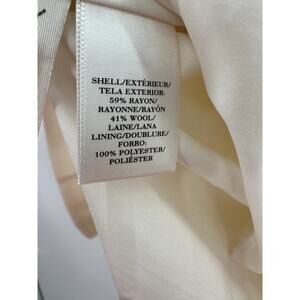 SHELL/EXTÉRIEUR/
TELA EXTERIOR:
59% RAYON/
RAYONNE/RAYÓN
41% WOOL/
LAINE/LANA
LINING/DOUBLURE/
FORRO:
100% POLYESTER/
POLIÉSTER